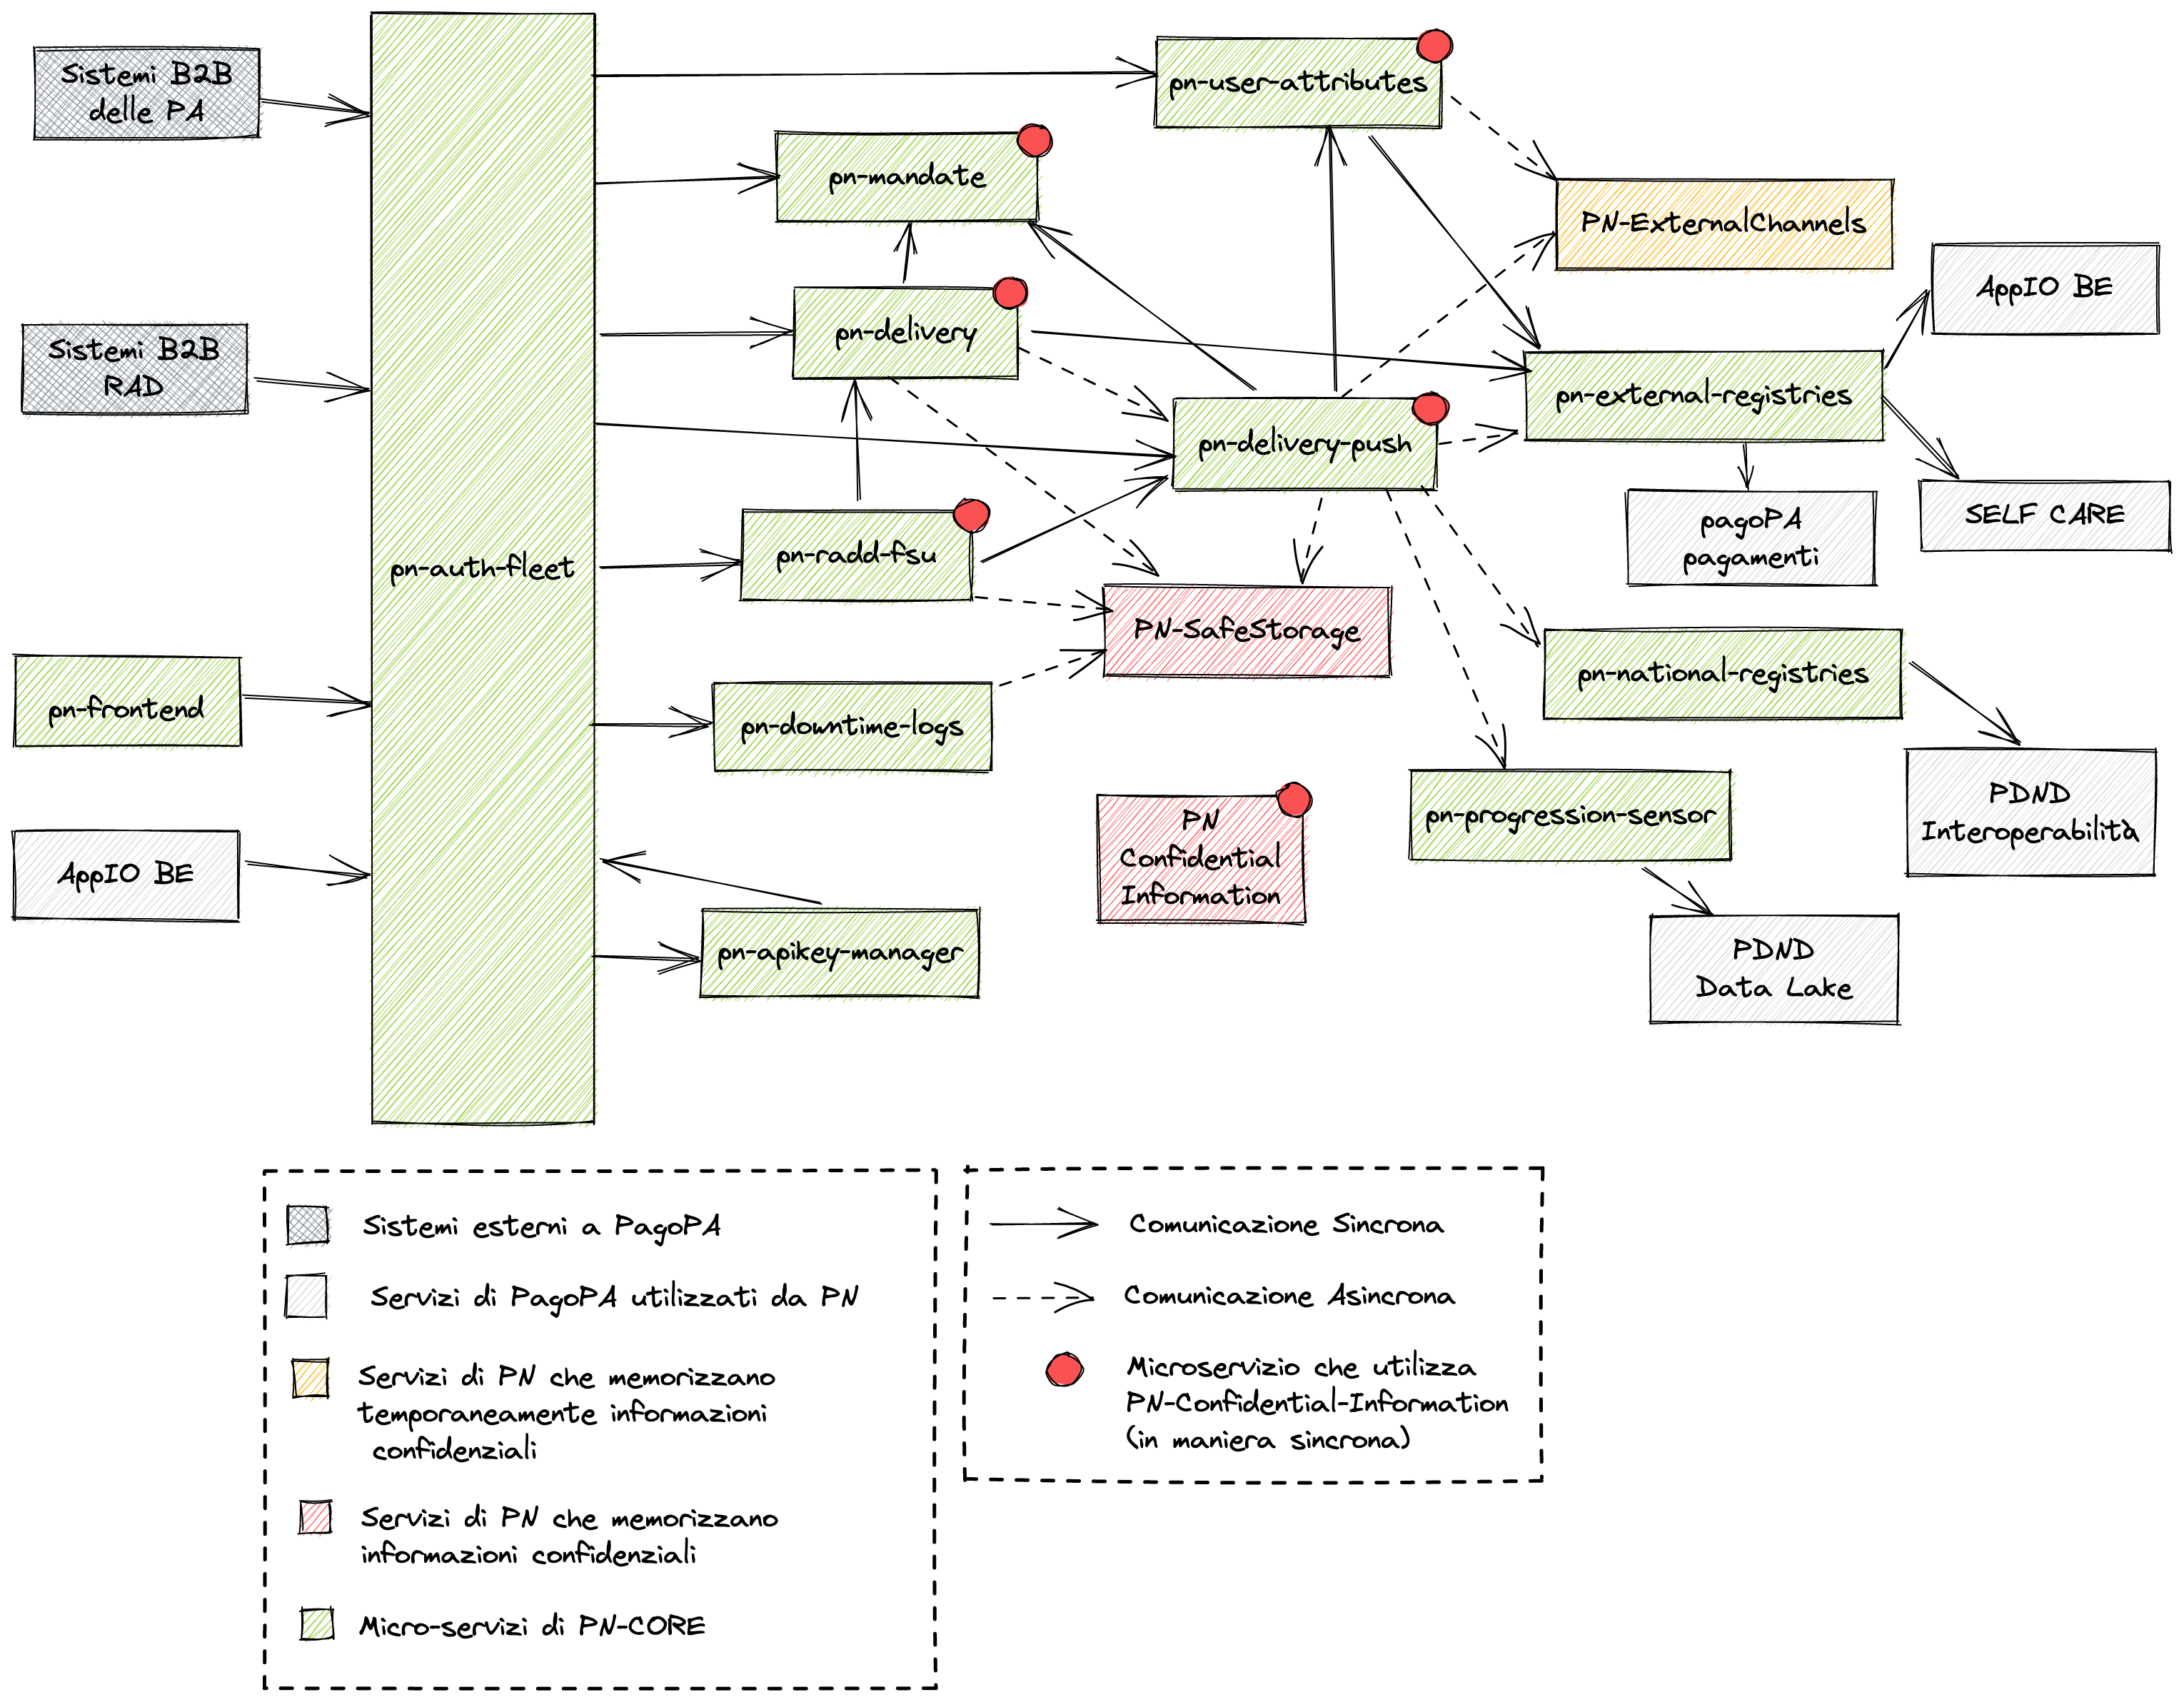 Sistemi B2B
delle PA
pn-user-attributes
pn-mandate
PN-ExternalChannels
AppIO BE
Sistemi B2B
RAD
pn-delivery
pn-external-registries
pn-delivery-push
pagoPA
pagamenti
SELF CARE
pn-auth-fleet
pn-radd-fsu
PN-SafeStorage
pn-national-registries
pn-frontend
pn-downtime-logs
PDND
Interoperabilità
pn-progression-sensor
PN
Confidential
Information
AppIO BE
pn-apikey-manager
PDND
Data Lake
Sistemi esterni a PagoPA
Servizi di PagoPA utilizzati da PN
Servizi di PN che memorizzano
temporaneamente informazioni
confidenziali
Servizi di PN che memorizzano
informazioni confidenziali
Micro-servizi di PN-CORE
Comunicazione Sincrona
Comunicazione Asincrona
Microservizio che utilizza
PN-Confidential-Information
(in maniera sincrona)